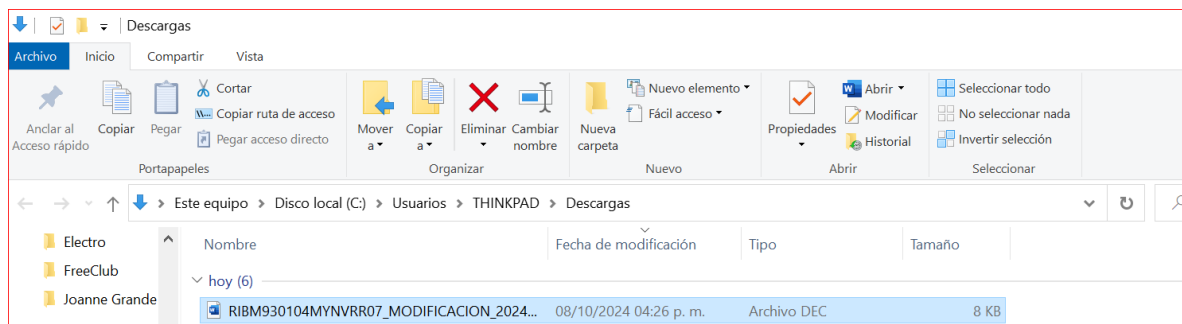 Descargas
Archivo Inicio Compartir Vista
Anclar al Acceso rápido
Copiar
Pegar
Cortar
Copiar ruta de acceso
Pegar acceso directo
Portapapeles
Mover a
Copiar a
Eliminar
Cambiar nombre
Organizar
Nueva carpeta
Nuevo elemento
Fácil acceso
Nuevo
Propiedades
Abrir
Modificar
Historial
Abrir
Seleccionar todo
No seleccionar nada
Invertir selección
Seleccionar
Este equipo > Disco local (C:) > Usuarios > THINKPAD > Descargas
Electro
FreeClub
Joanne Grande
Nombre Fecha de modificación Tipo Tamaño
hoy (6)
RIBM930104MYNVRR07_MODIFICACION_2024... 08/10/2024 04:26 p. m. Archivo DEC 8 KB